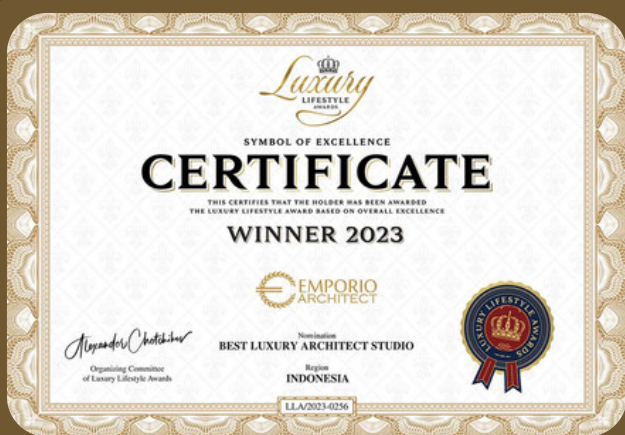 Luxury
LIFESTYLE
AWARDS
SYMBOL OF EXCELLENCE
CERTIFICATE
THIS CERTIFIES THAT THE HOLDER HAS BEEN AWARDED
THE LUXURY LIFESTYLE AWARD BASED ON OVERALL EXCELLENCE
WINNER 2023
EMPORIO
ARCHITECT
Nomination
BEST LUXURY ARCHITECT STUDIO
Region
INDONESIA
Alexander Chetchikov
Organizing Committee
of Luxury Lifestyle Awards
LUXURY LIFESTYLE AWARDS
LLA/2023-0256